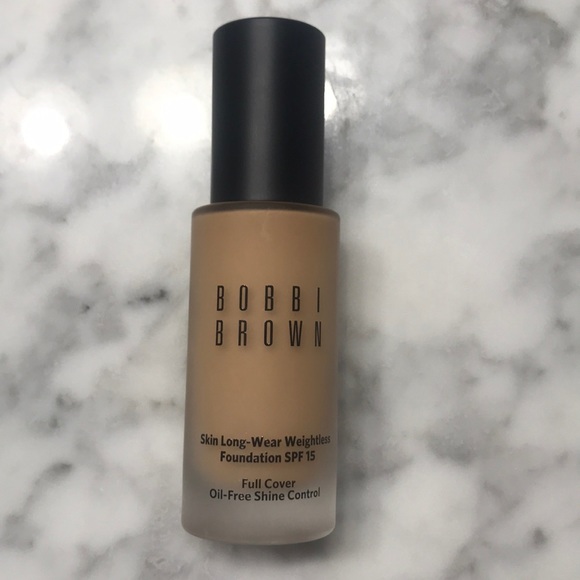 BOBBI
BROWN
Skin Long-Wear Weightless
Foundation SPF 15
Full Cover
Oil-Free Shine Control